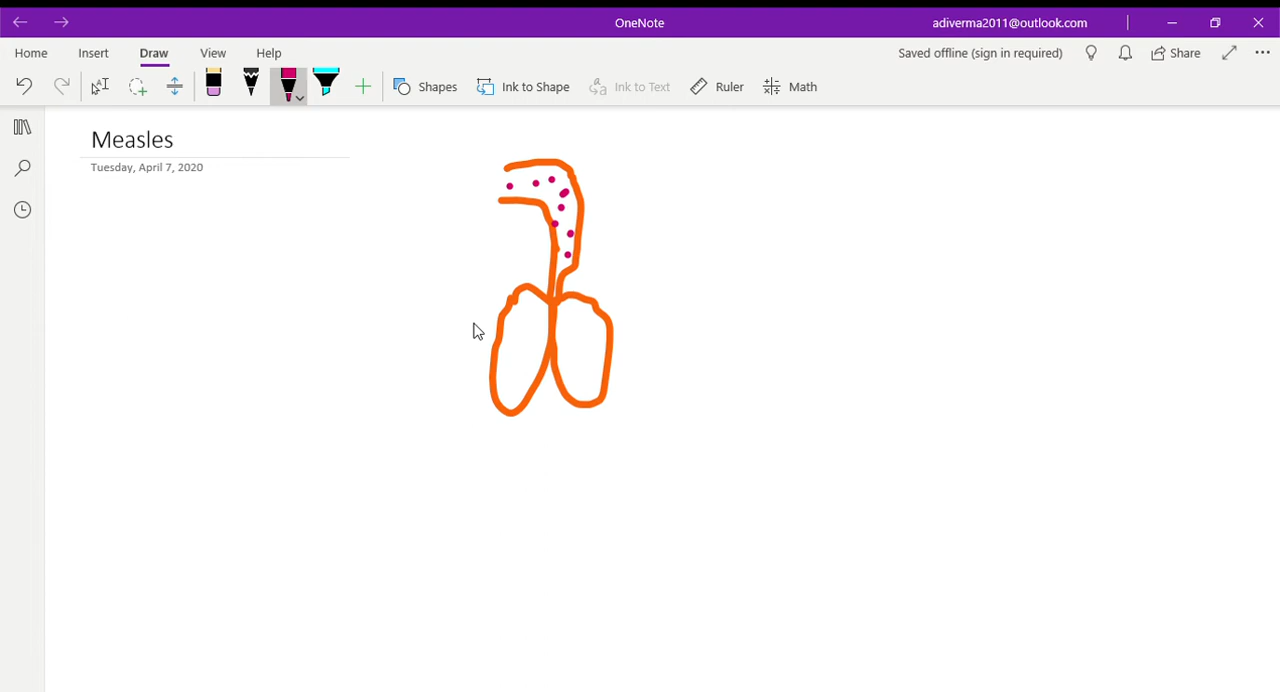 OneNote
adiverma2011@outlook.com
Home Insert Draw View Help
Saved offline (sign in required) Share
Shapes Ink to Shape Ink to Text Ruler Math
Measles
Tuesday, April 7, 2020